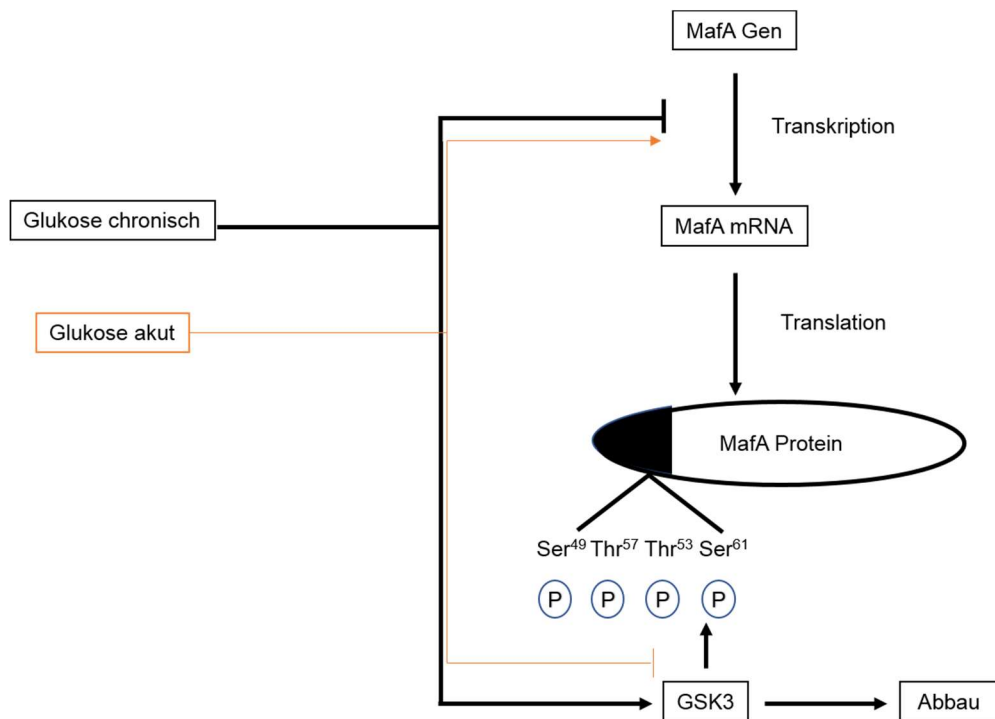 MafA Gen
Transkription
Glukose chronisch
MafA mRNA
Glukose akut
Translation
MafA Protein
Ser⁴⁹ Thr⁵⁷ Thr⁵³ Ser⁶¹
P P P P
GSK3
Abbau